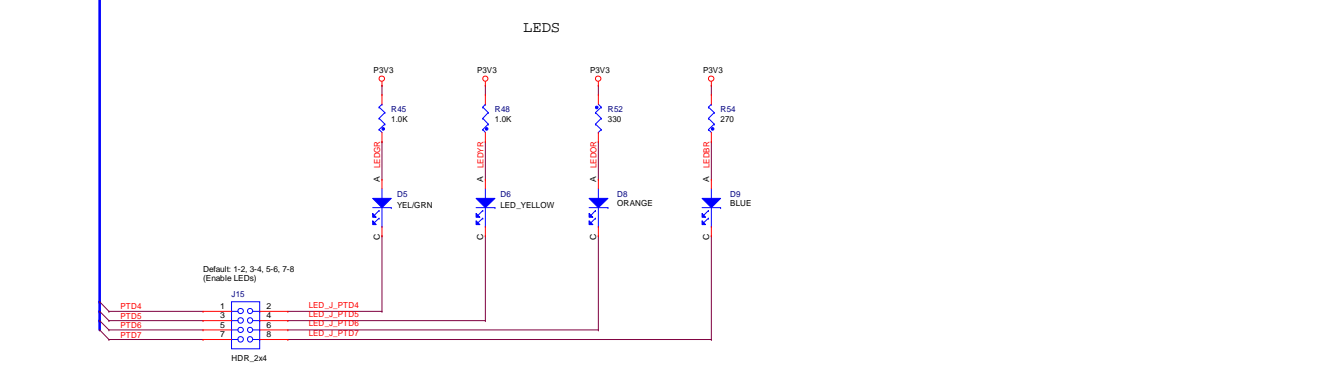 LEDS
P3V3 P3V3 P3V3 P3V3
R45 R48 R52 R54
1.0K 1.0K 330 270
LEDGR LEDYR LEDOR LEDBR
A A A A
D5 D6 D8 D9
YEL/GRN LED_YELLOW ORANGE BLUE
C C C C
Default: 1-2, 3-4, 5-6, 7-8
(Enable LEDs)
J15
PTD4 1 2 LED_J_PTD4
PTD5 3 4 LED_J_PTD5
PTD6 5 6 LED_J_PTD6
PTD7 7 8 LED_J_PTD7
HDR_2x4